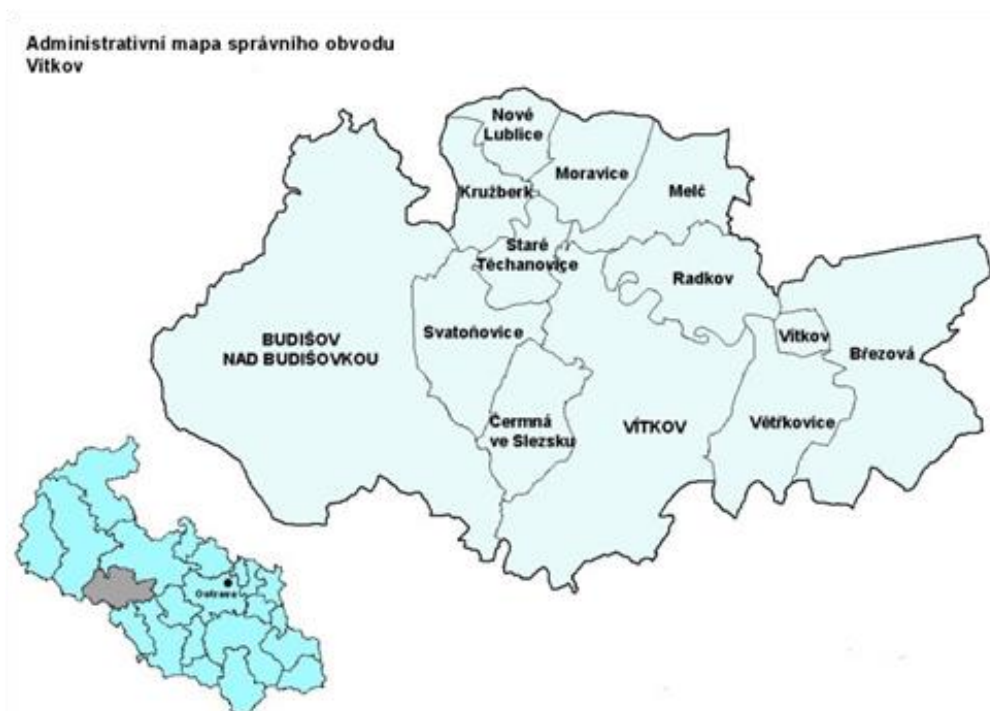 Administrativní mapa správního obvodu
Vítkov
Nové
Lublice
Moravice
Kružberk
Melč
Staré
Těchanovice
Radkov
Svatoňovice
Vítkov
BUDIŠOV
NAD BUDIŠOVKOU
Březová
Čermná
ve Slezsku
VÍTKOV
Větřkovice
Ostrava